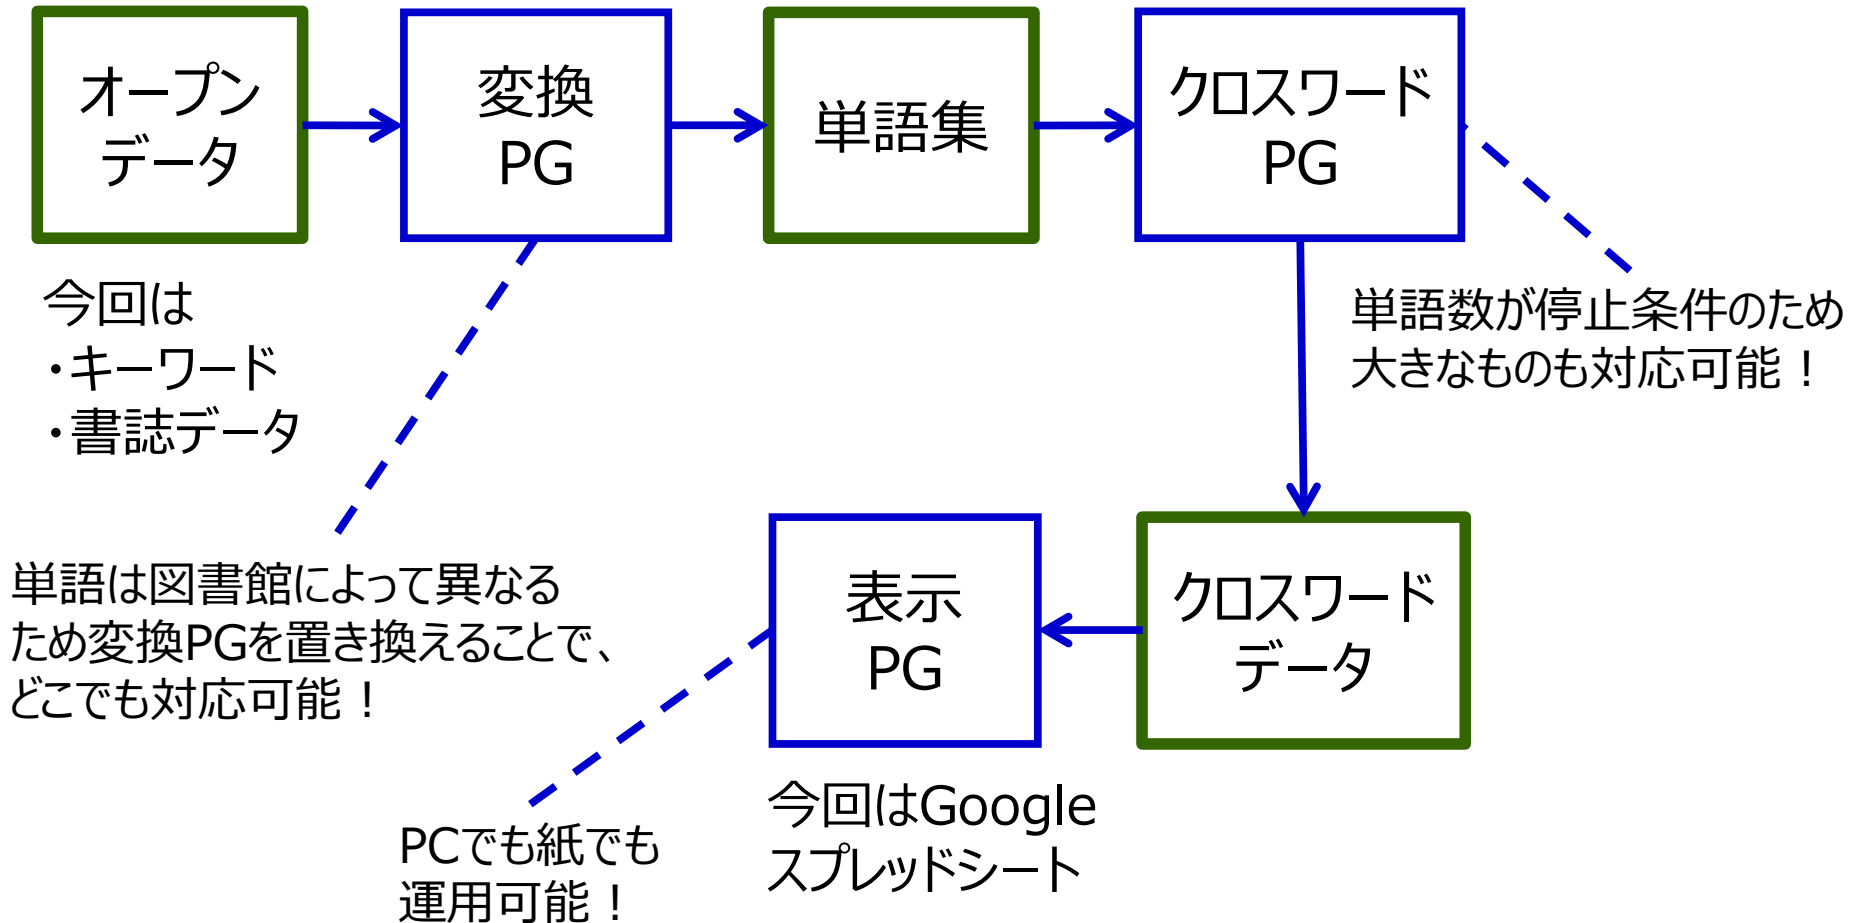 オープン
データ
変換
PG
単語集
クロスワード
PG
今回は
・キーワード
・書誌データ
単語数が停止条件のため
大きなものも対応可能！
単語は図書館によって異なる
ため変換PGを置き換えることで、
どこでも対応可能！
表示
PG
クロスワード
データ
今回はGoogle
スプレッドシート
PCでも紙でも
運用可能！